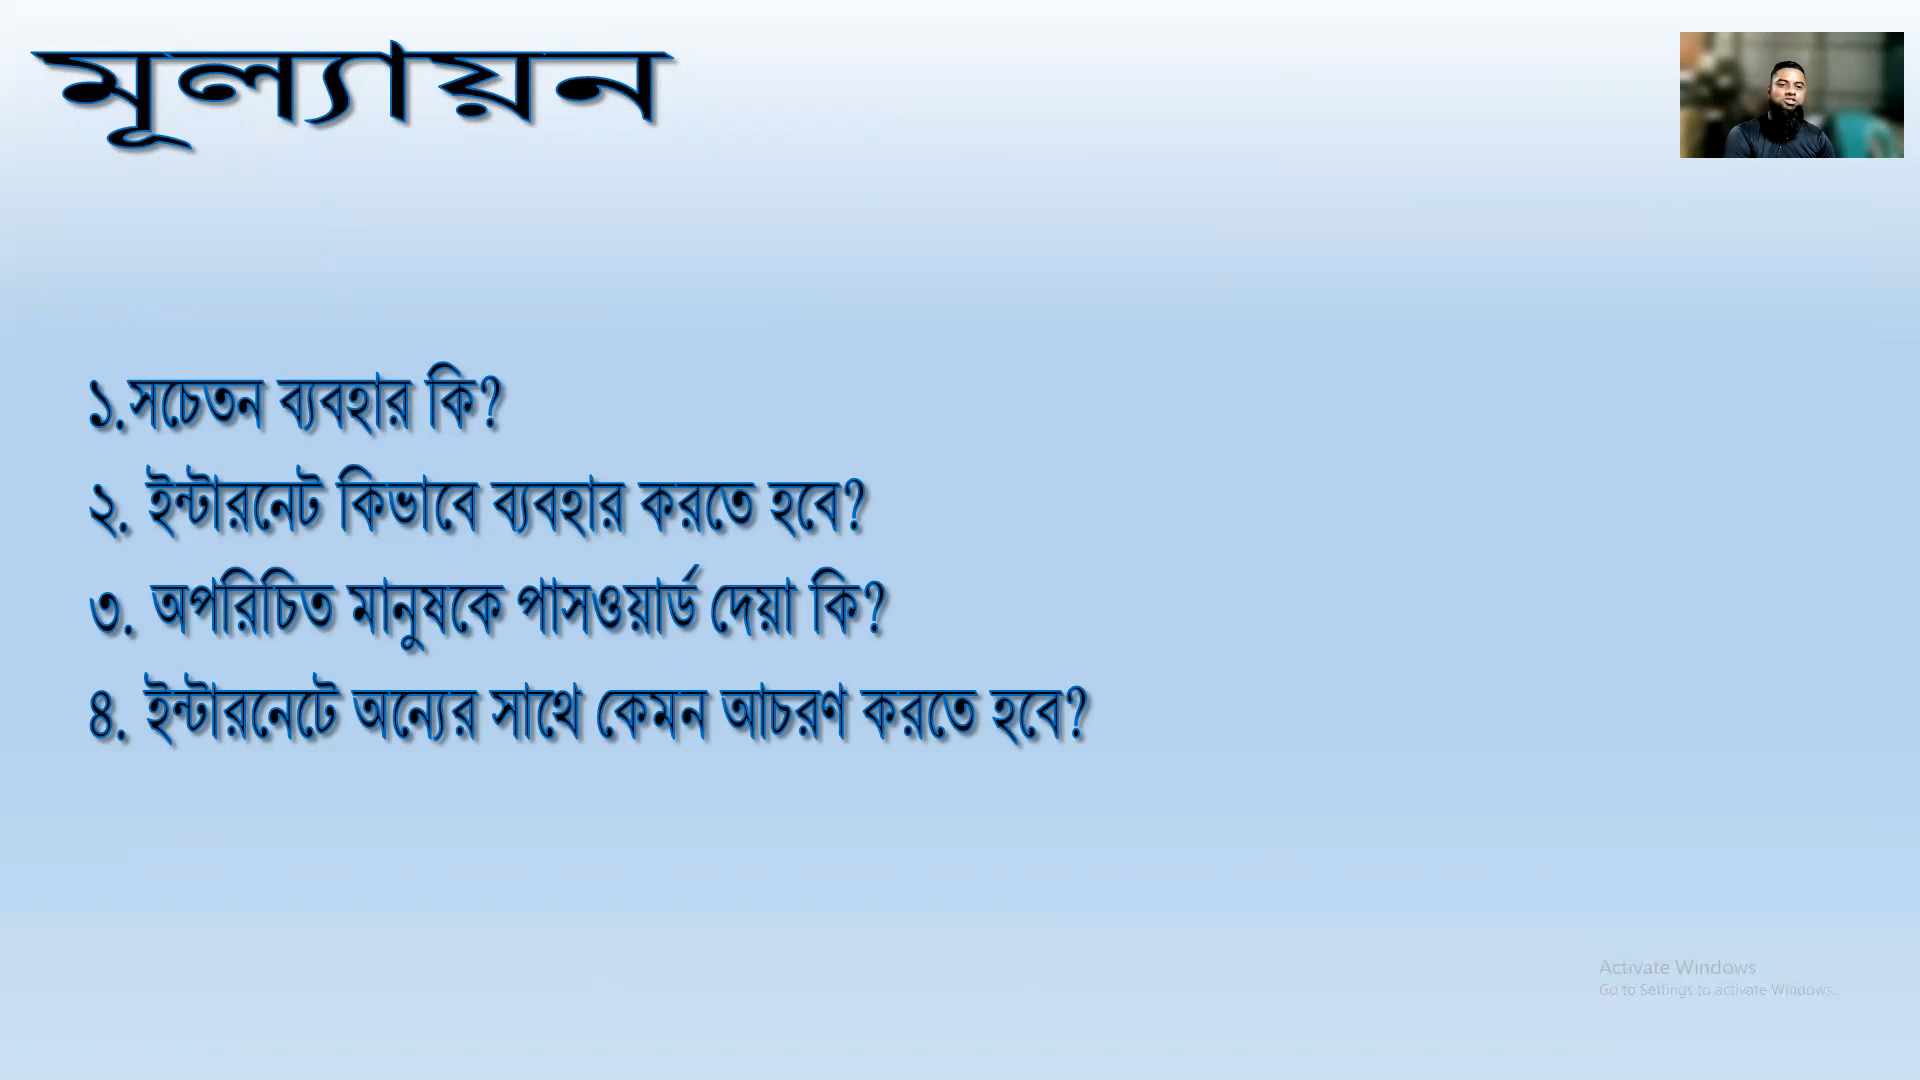 মূল্যায়ন
১.সচেতন ব্যবহার কি?
২. ইন্টারনেট কিভাবে ব্যবহার করতে হবে?
৩. অপরিচিত মানুষকে পাসওয়ার্ড দেয়া কি?
৪. ইন্টারনেটে অন্যের সাথে কেমন আচরণ করতে হবে?
Activate Windows
Go to Settings to activate Windows.